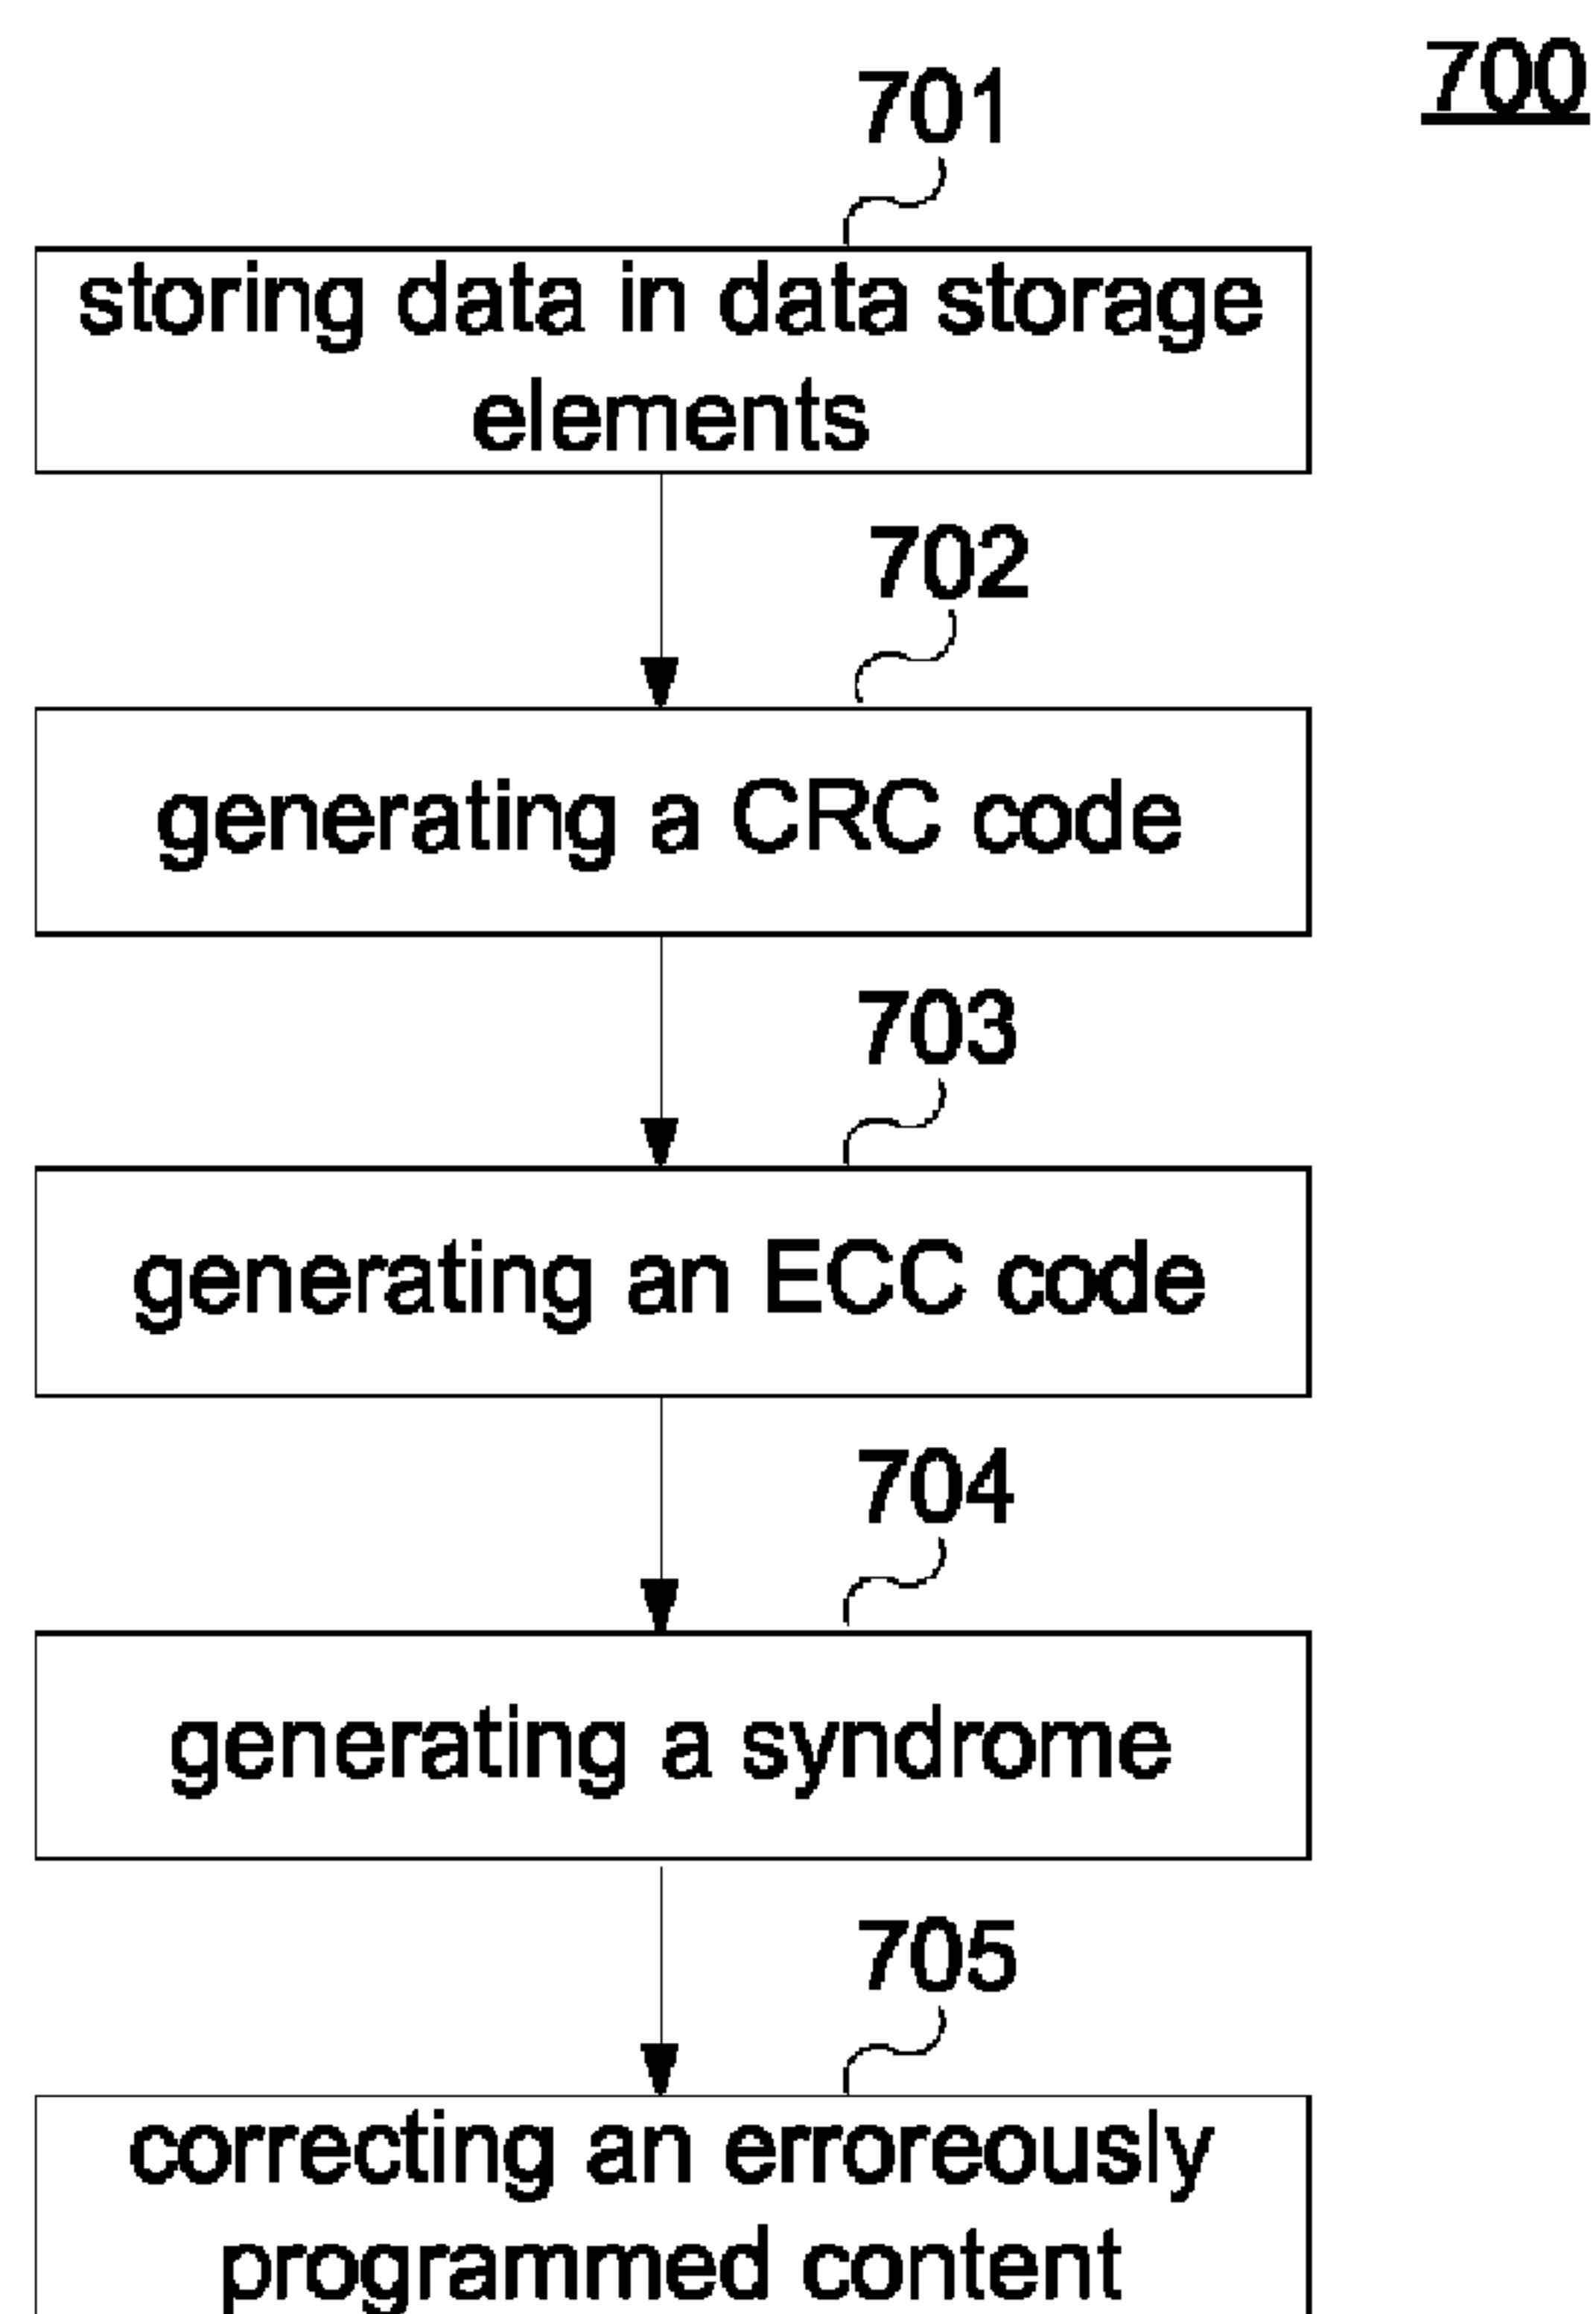 700
701
storing data in data storage
elements
702
generating a CRC code
703
generating an ECC code
704
generating a syndrome
705
correcting an erroreously
programmed content